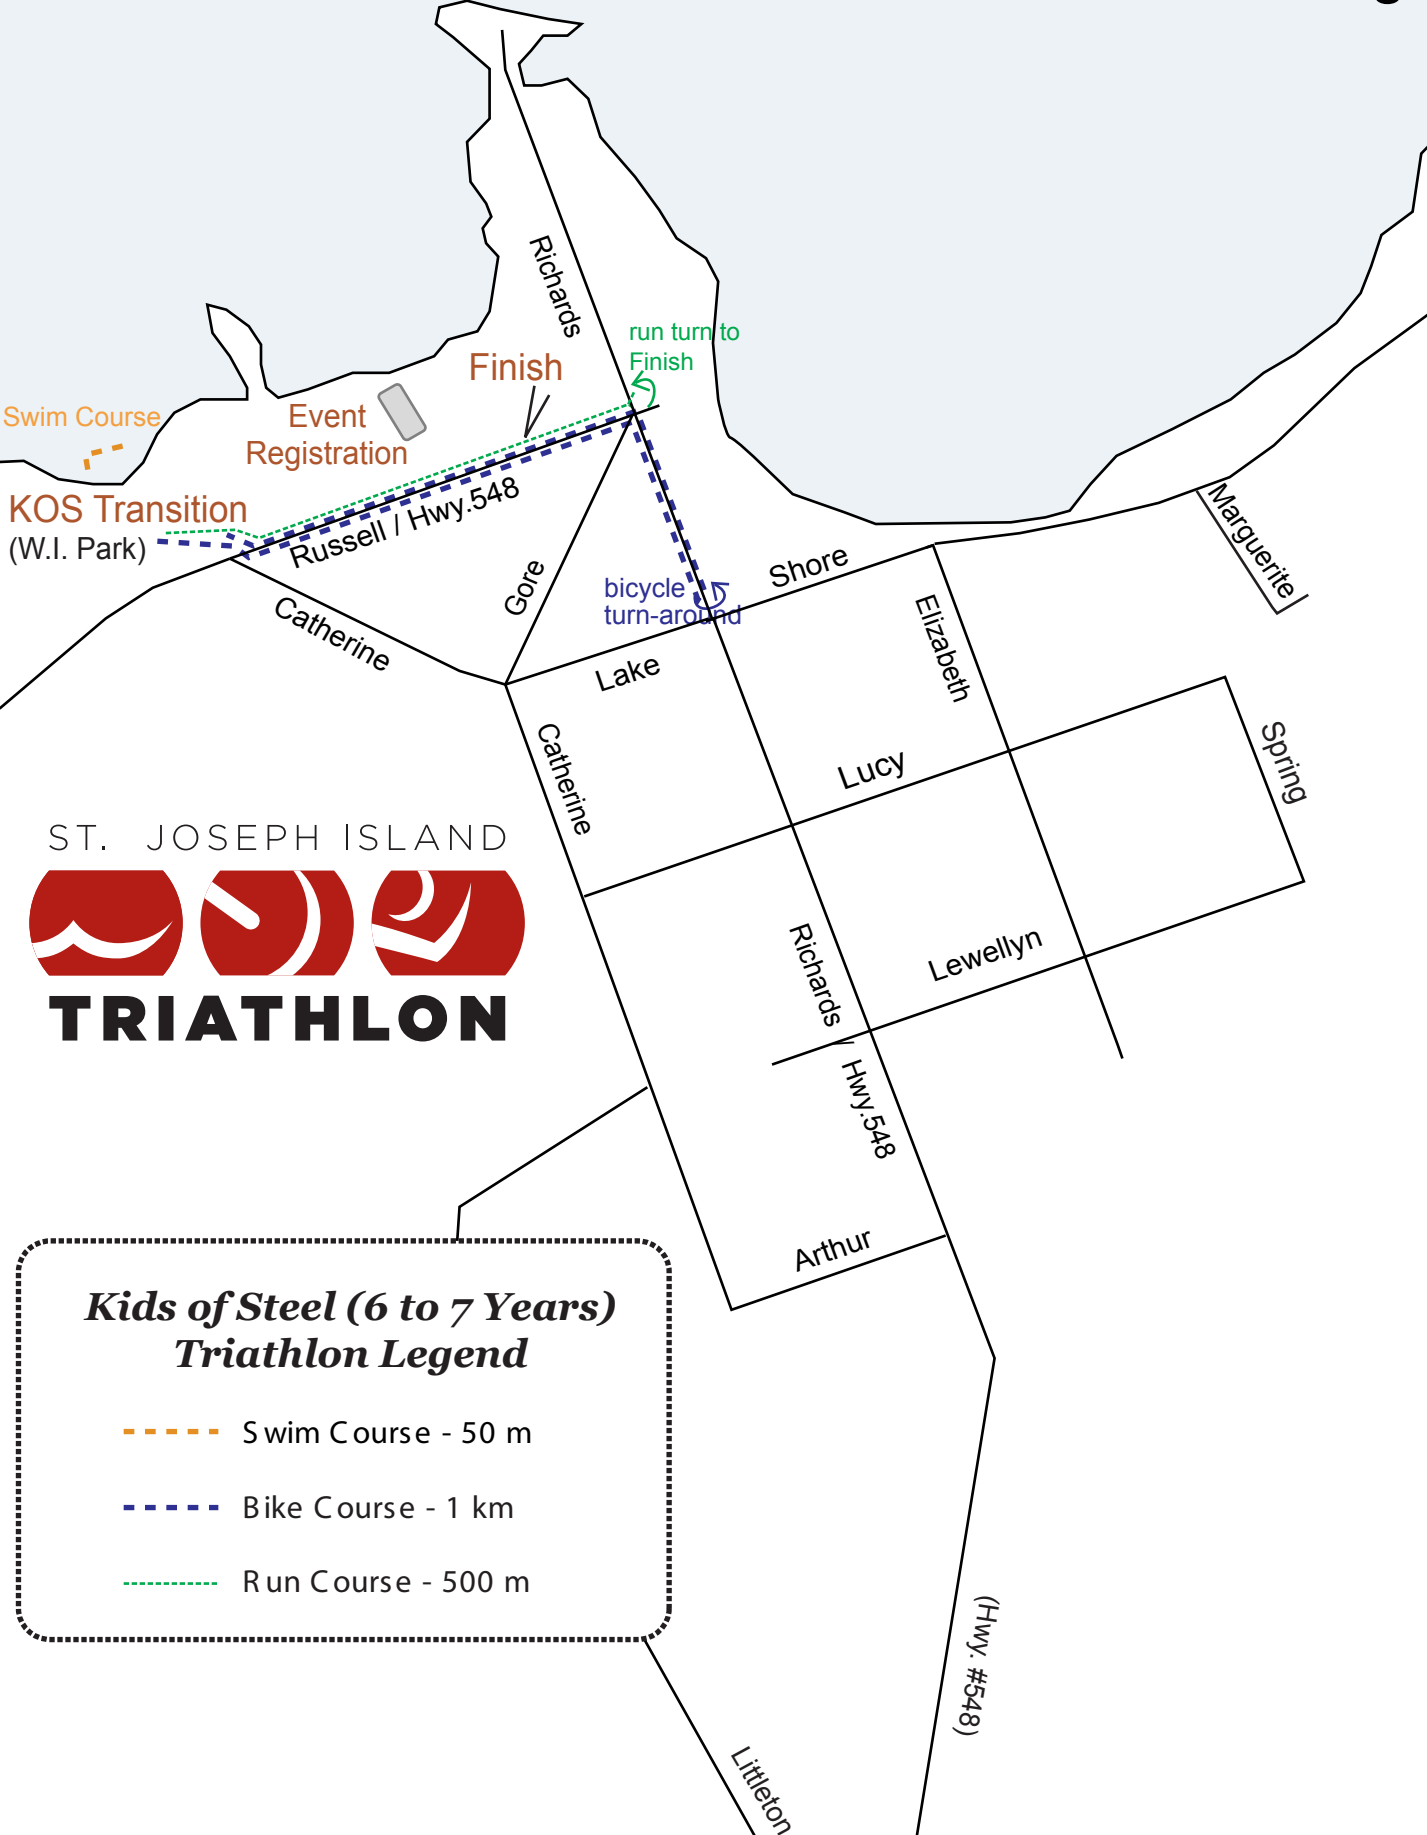 Richards
run turn to
Finish
Finish
Swim Course
Event
Registration
KOS Transition
(W.I. Park)
Russell / Hwy.548
Marguerite
Gore
Shore
bicycle
turn-around
Catherine
Elizabeth
Lake
Catherine
Lucy
Spring
ST. JOSEPH ISLAND
TRIATHLON
Richards / Hwy.548
Lewellyn
Arthur
Kids of Steel (6 to 7 Years)
Triathlon Legend
Swim Course - 50 m
Bike Course - 1 km
Run Course - 500 m
(Hwy. #548)
Littleton